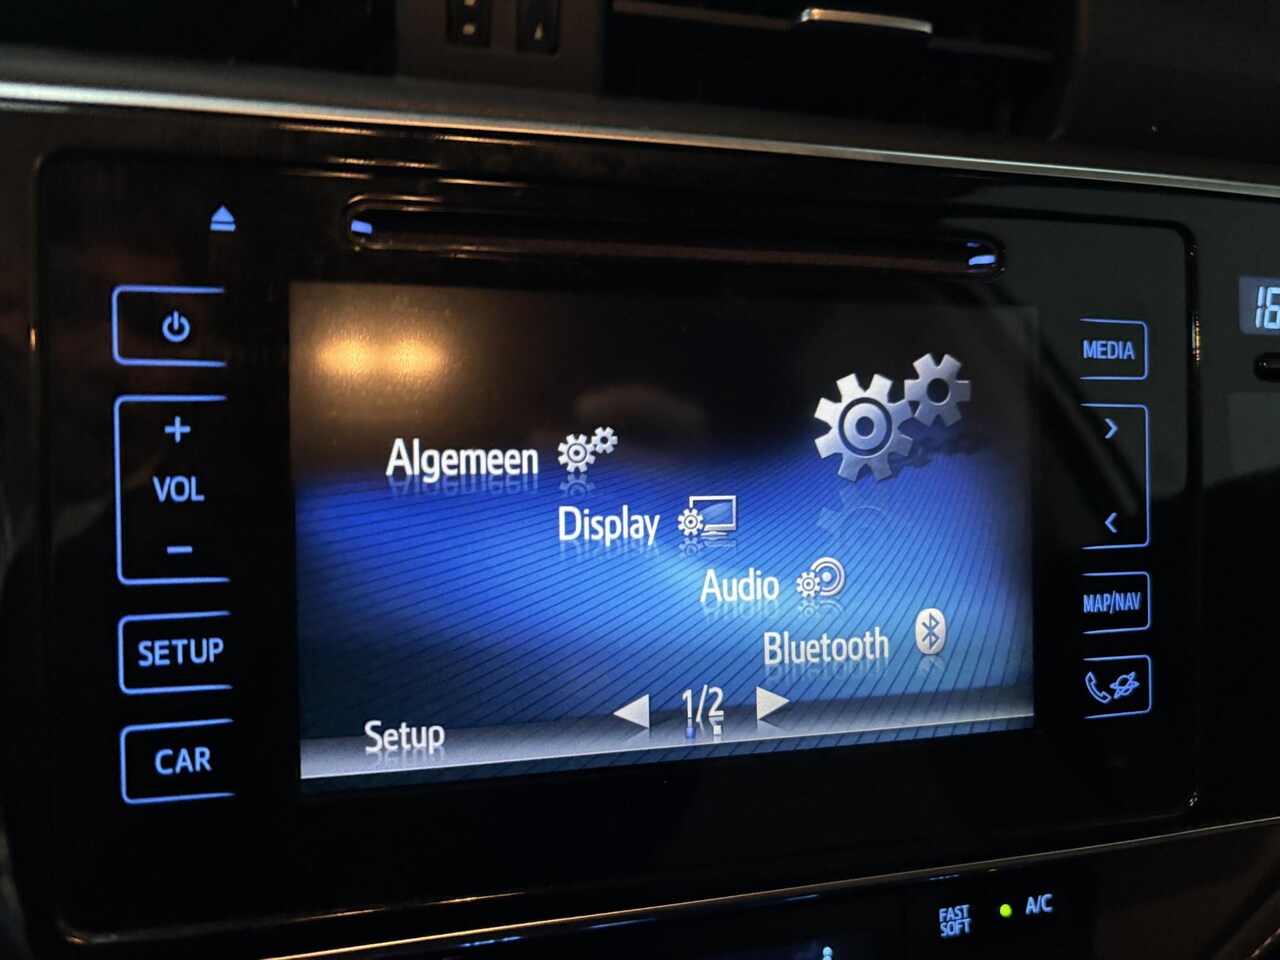 MEDIA
+
VOL
−
SETUP
CAR
Algemeen
Display
Audio
Bluetooth
1/2
Setup
MAP/NAV
FAST
SOFT
A/C